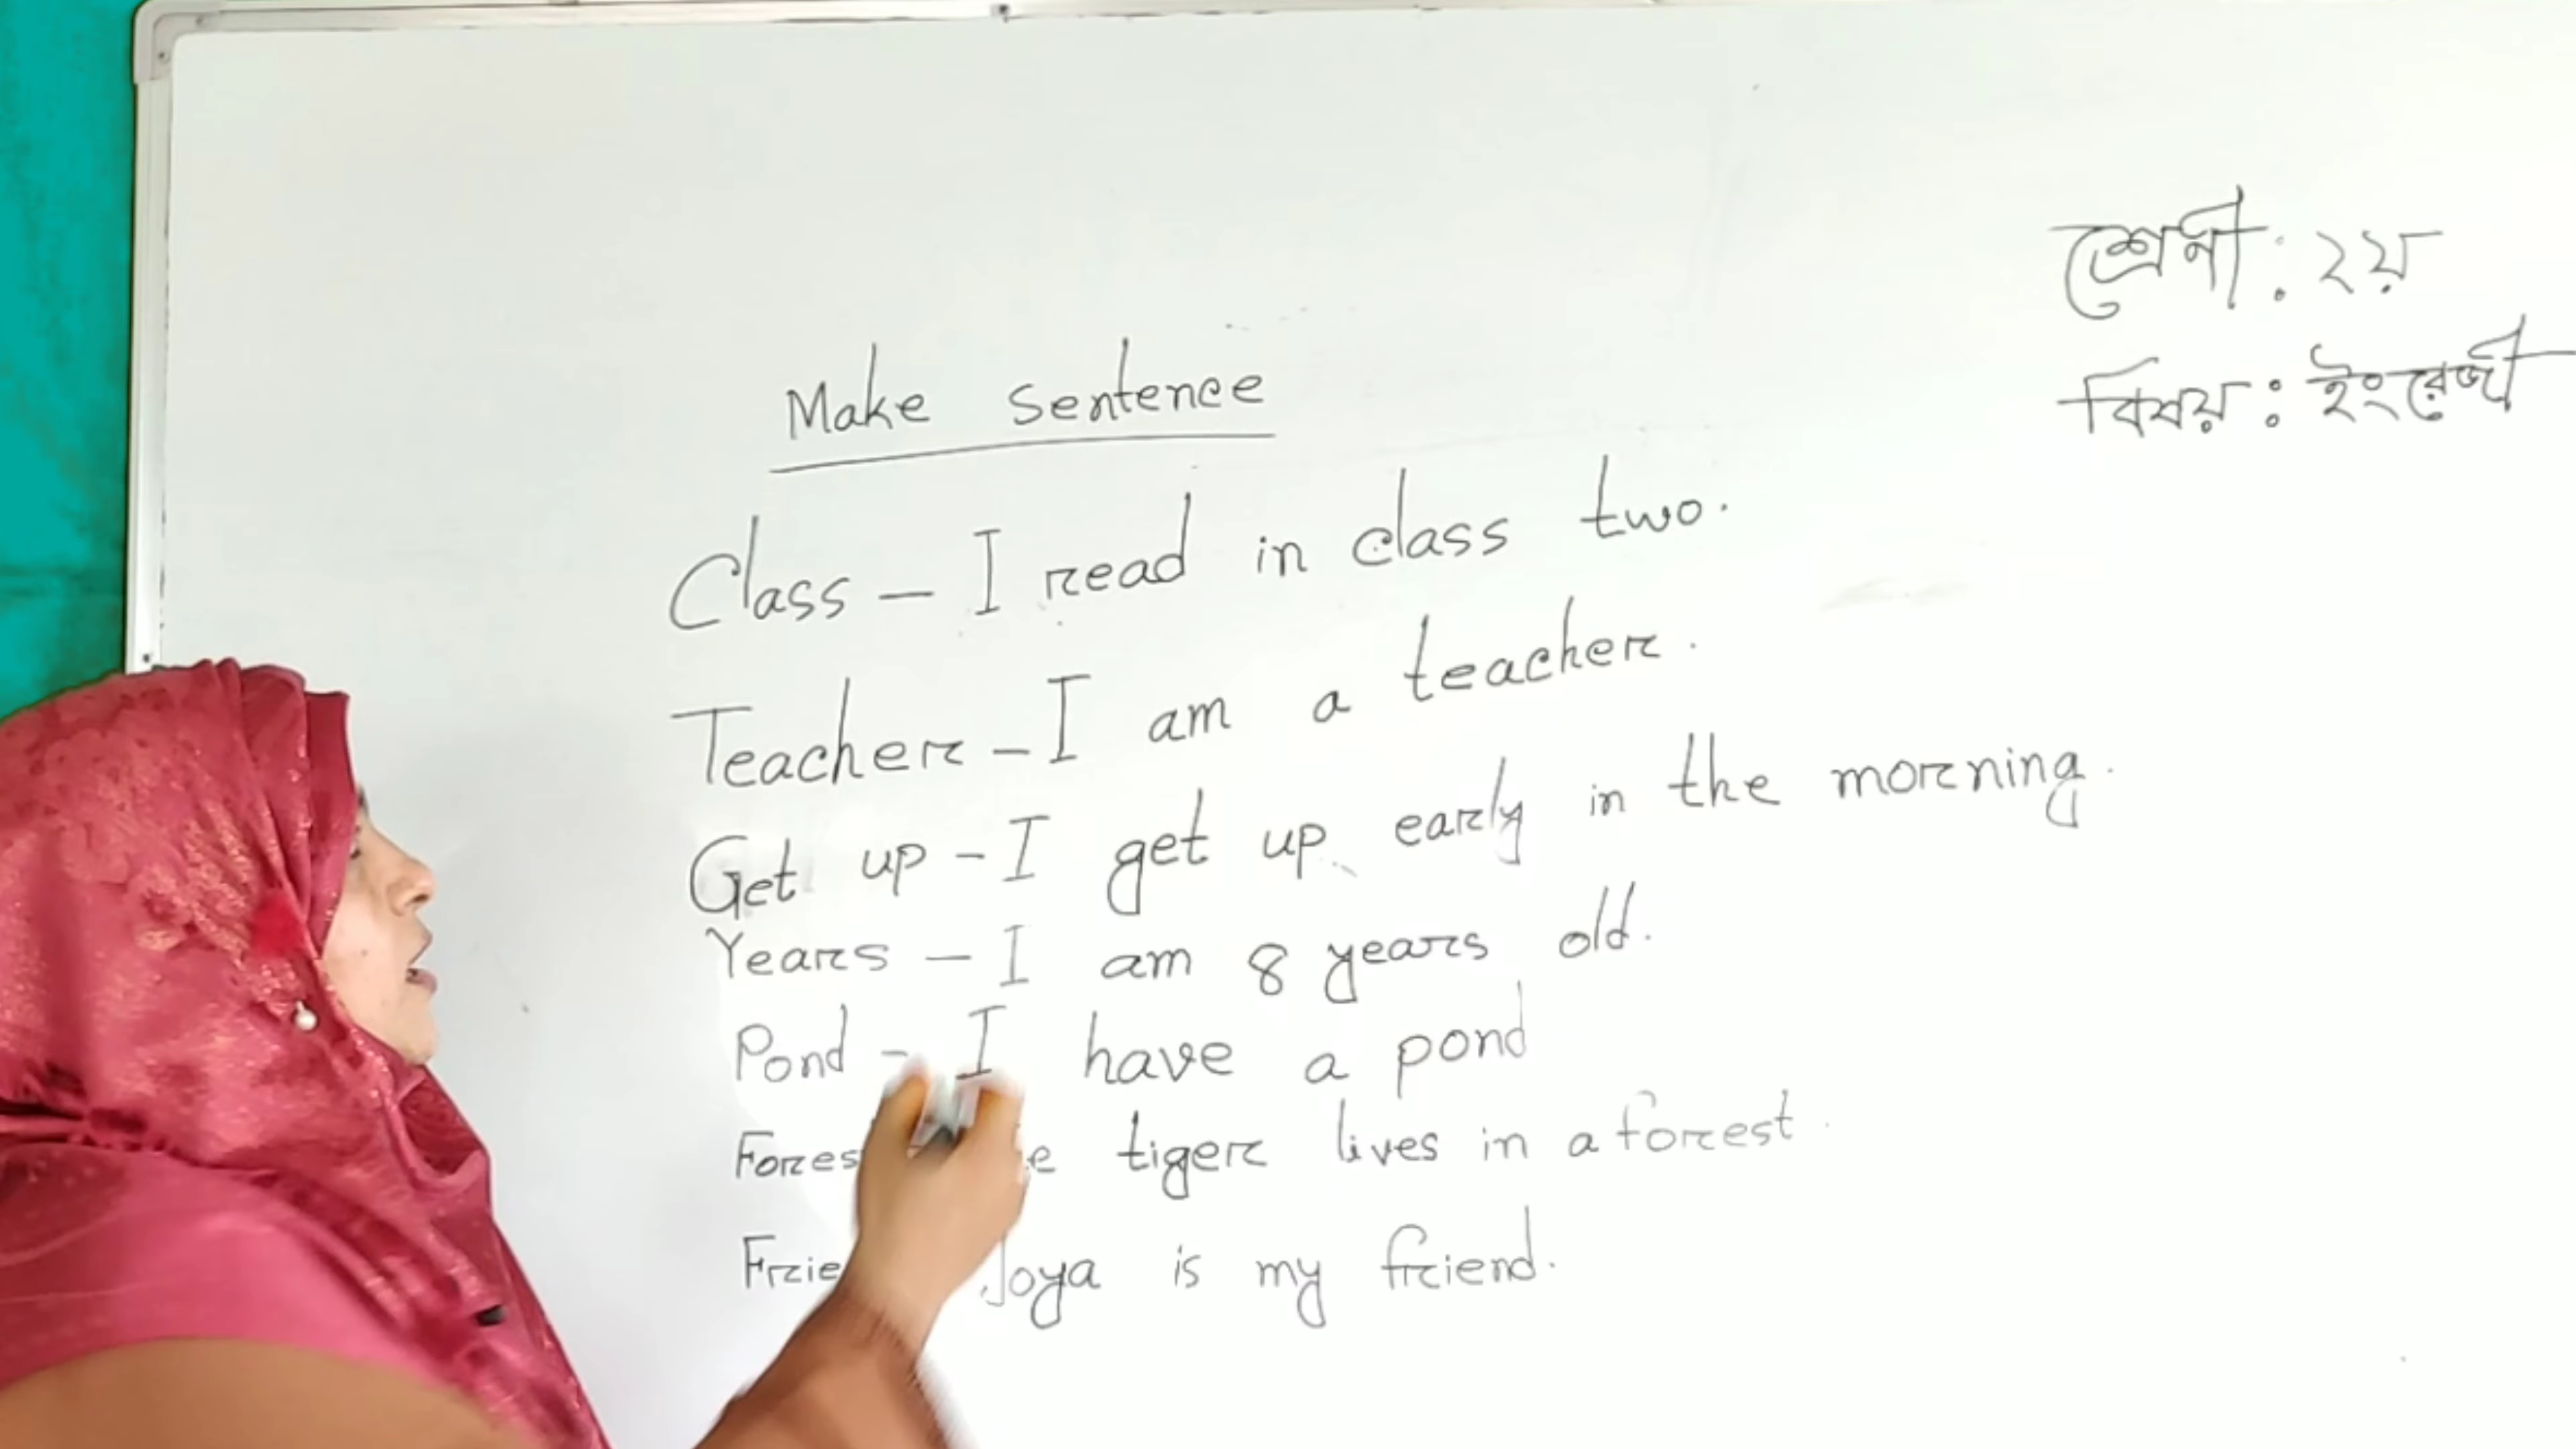 শ্রেণী : ২য়
বিষয় : ইংরেজী
Make sentence
Class - I read in class two.
Teacher - I am a teacher.
Get up - I get up early in the morning.
Years - I am 8 years old.
Pond - I have a pond
tiger lives in a forest.
Joya is my friend.